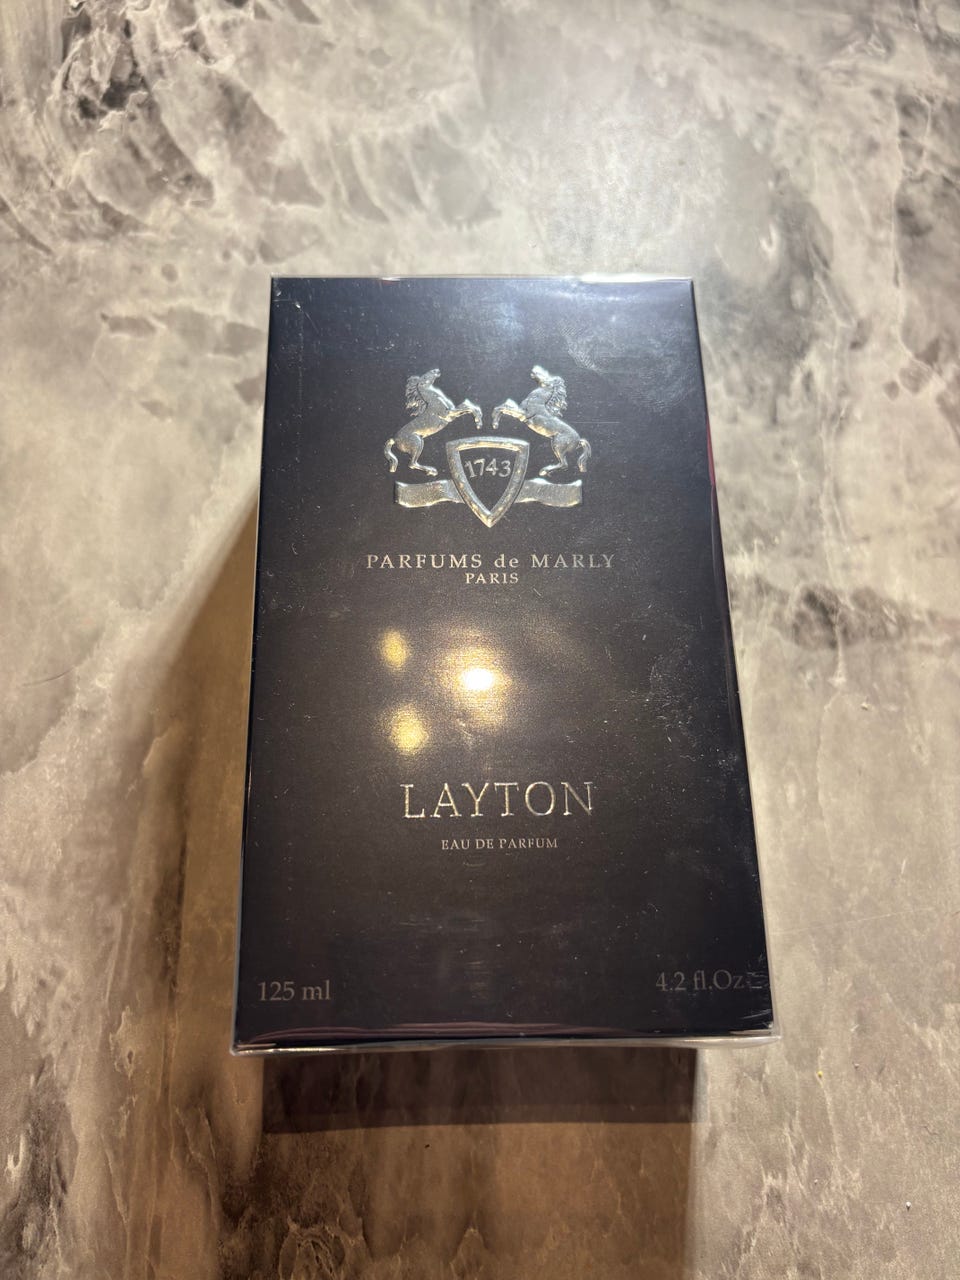 1743
PARFUMS de MARLY
PARIS
LAYTON
EAU DE PARFUM
125 ml
4.2 fl.Oz